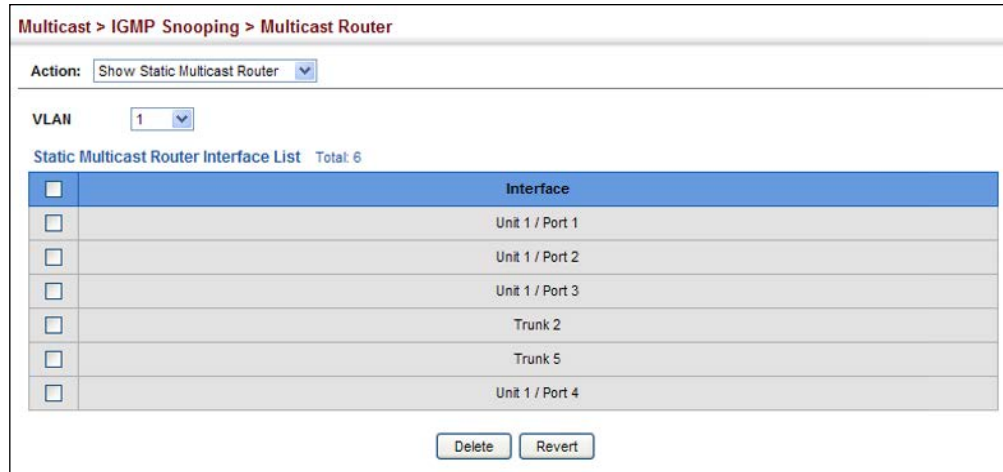 Multicast > IGMP Snooping > Multicast Router
Action: Show Static Multicast Router
VLAN 1
Static Multicast Router Interface List Total: 6
Interface
Unit 1 / Port 1
Unit 1 / Port 2
Unit 1 / Port 3
Trunk 2
Trunk 5
Unit 1 / Port 4
Delete Revert